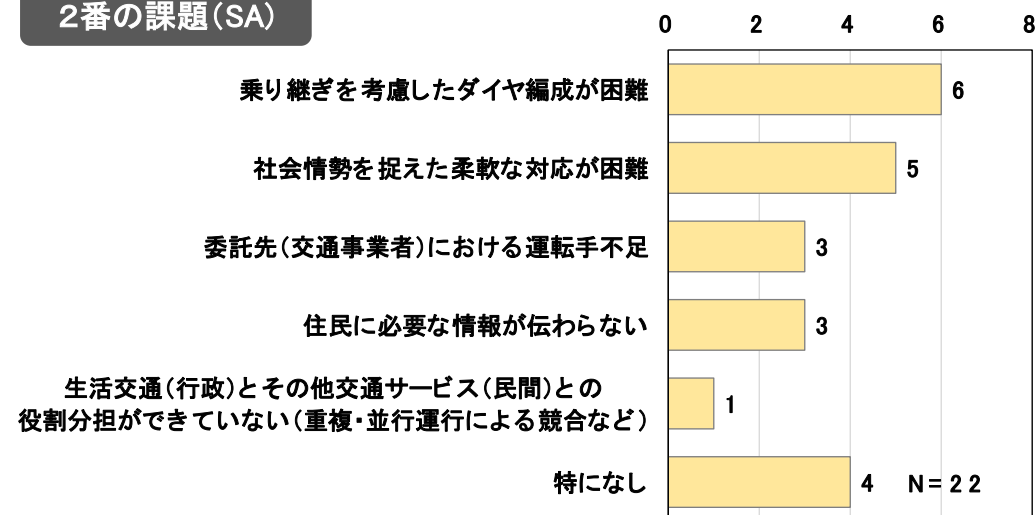 2番の課題（SA）
0 2 4 6 8
乗り継ぎを考慮したダイヤ編成が困難 6
社会情勢を捉えた柔軟な対応が困難 5
委託先（交通事業者）における運転手不足 3
住民に必要な情報が伝わらない 3
生活交通（行政）とその他交通サービス（民間）との
役割分担ができていない（重複・並行運行による競合など） 1
特になし 4 N=22